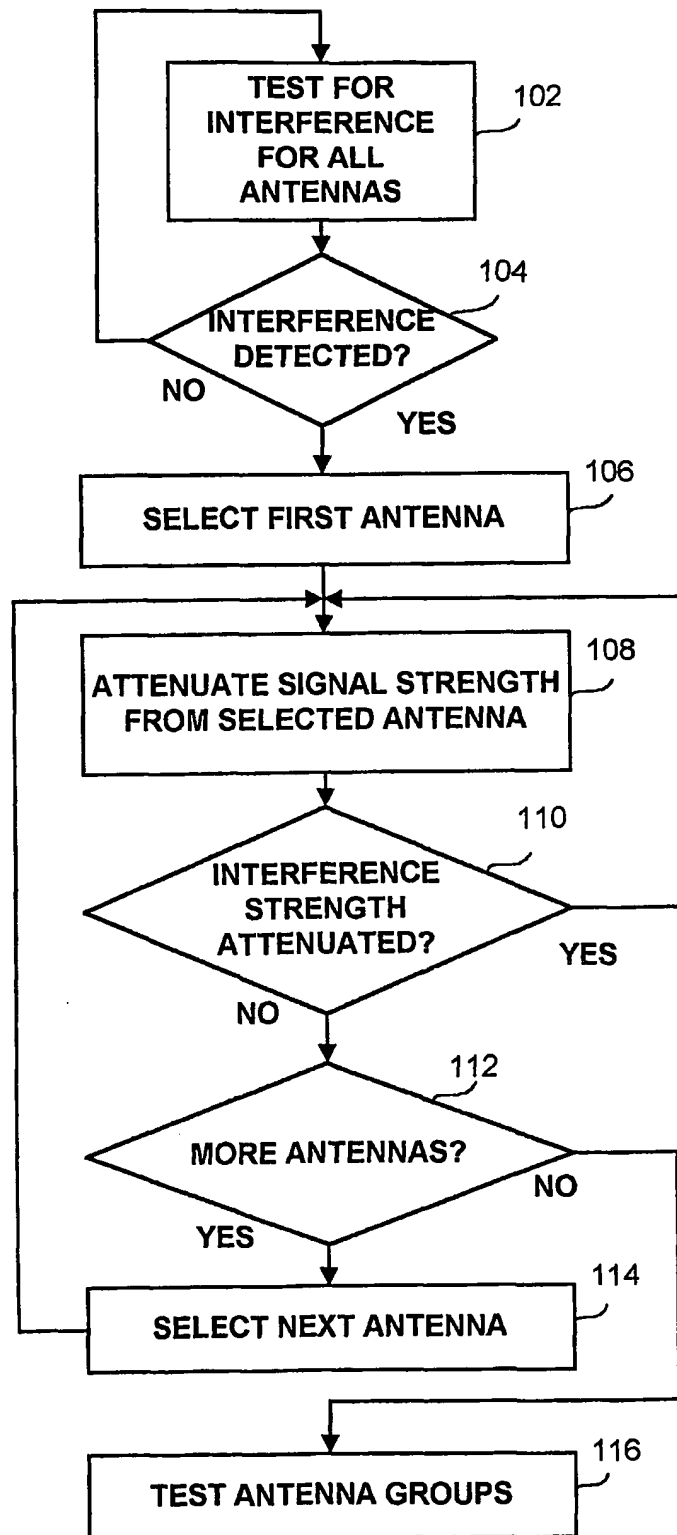 TEST FOR
INTERFERENCE
FOR ALL
ANTENNAS
102
104
INTERFERENCE
DETECTED?
NO
YES
106
SELECT FIRST ANTENNA
108
ATTENUATE SIGNAL STRENGTH
FROM SELECTED ANTENNA
110
INTERFERENCE
STRENGTH
ATTENUATED?
YES
NO
112
MORE ANTENNAS?
NO
YES
114
SELECT NEXT ANTENNA
116
TEST ANTENNA GROUPS